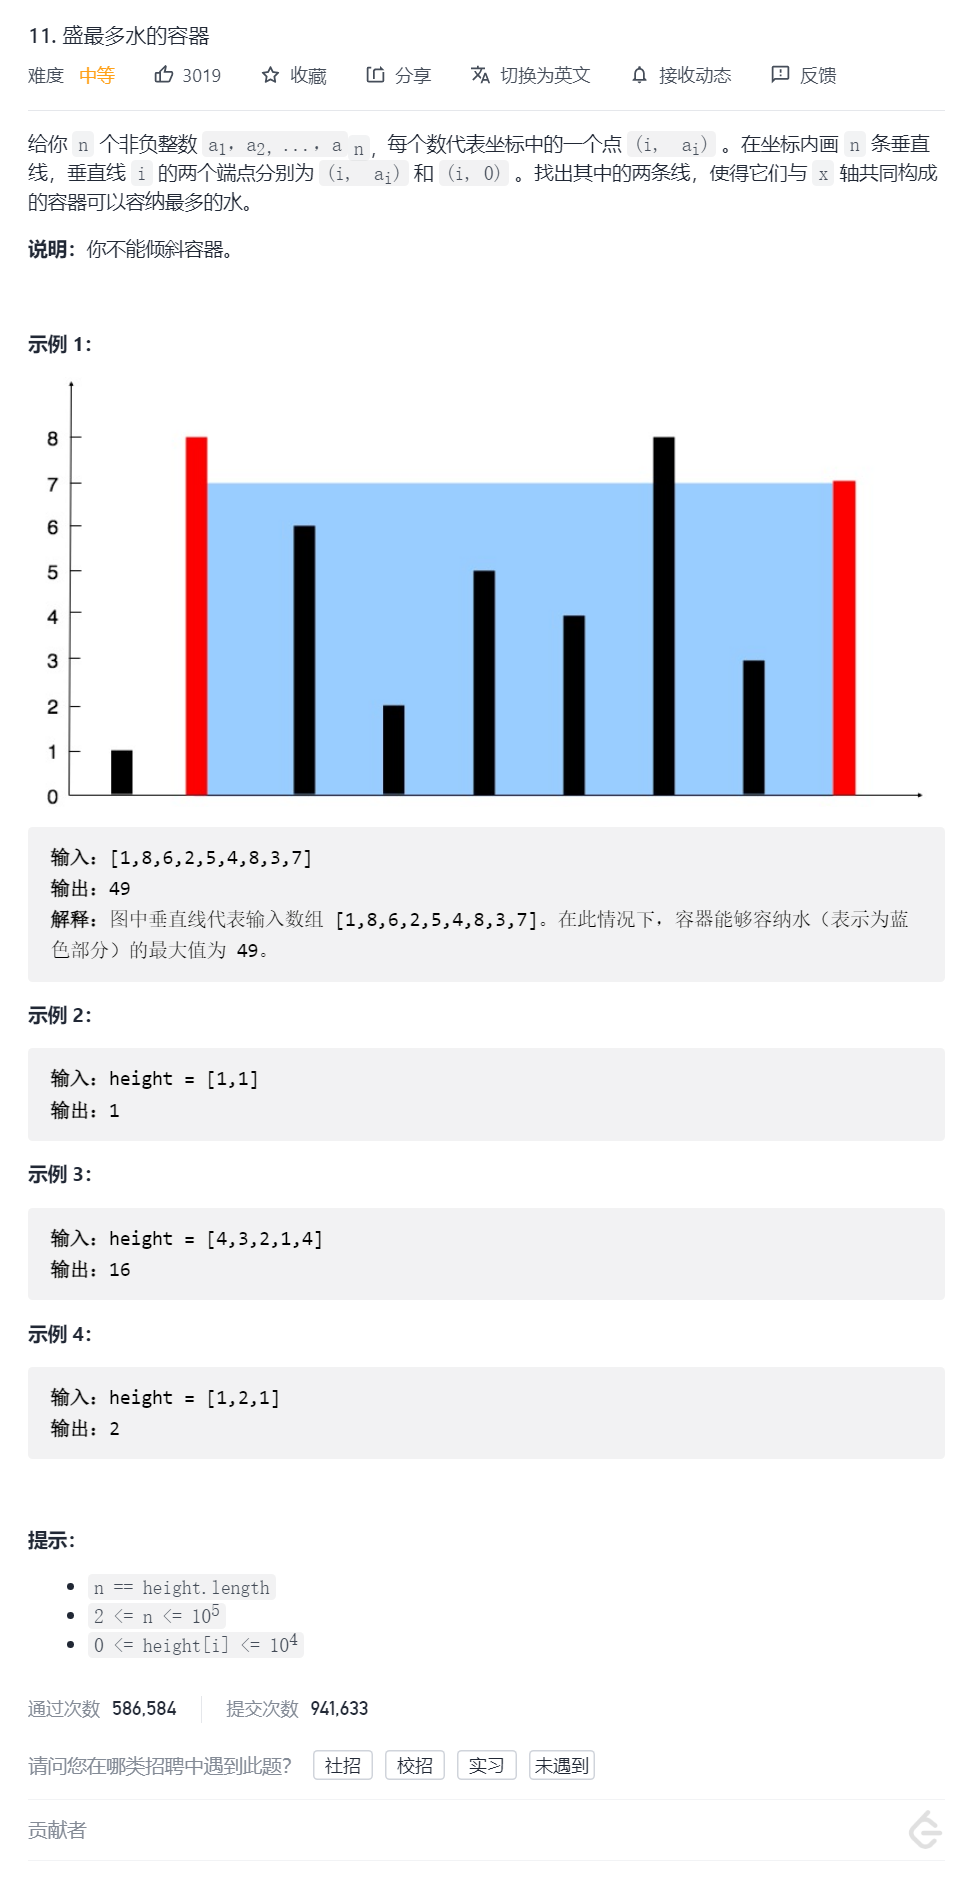 11. 盛最多水的容器
难度 中等 3019 收藏 分享 切换为英文 接收动态 反馈
给你 n 个非负整数 a1, a2, ..., a n, 每个数代表坐标中的一个点 (i, ai) 。在坐标内画 n 条垂直
线，垂直线 i 的两个端点分别为 (i, ai) 和 (i, 0) 。找出其中的两条线，使得它们与 x 轴共同构成
的容器可以容纳最多的水。
说明：你不能倾斜容器。
示例 1：
8
7
6
5
4
3
2
1
0
输入：[1,8,6,2,5,4,8,3,7]
输出：49
解释：图中垂直线代表输入数组 [1,8,6,2,5,4,8,3,7]。在此情况下，容器能够容纳水（表示为蓝
色部分）的最大值为 49。
示例 2：
输入：height = [1,1]
输出：1
示例 3：
输入：height = [4,3,2,1,4]
输出：16
示例 4：
输入：height = [1,2,1]
输出：2
提示：
n == height.length
2 <= n <= 10⁵
0 <= height[i] <= 10⁴
通过次数 586,584 提交次数 941,633
请问您在哪类招聘中遇到此题？ 社招 校招 实习 未遇到
贡献者